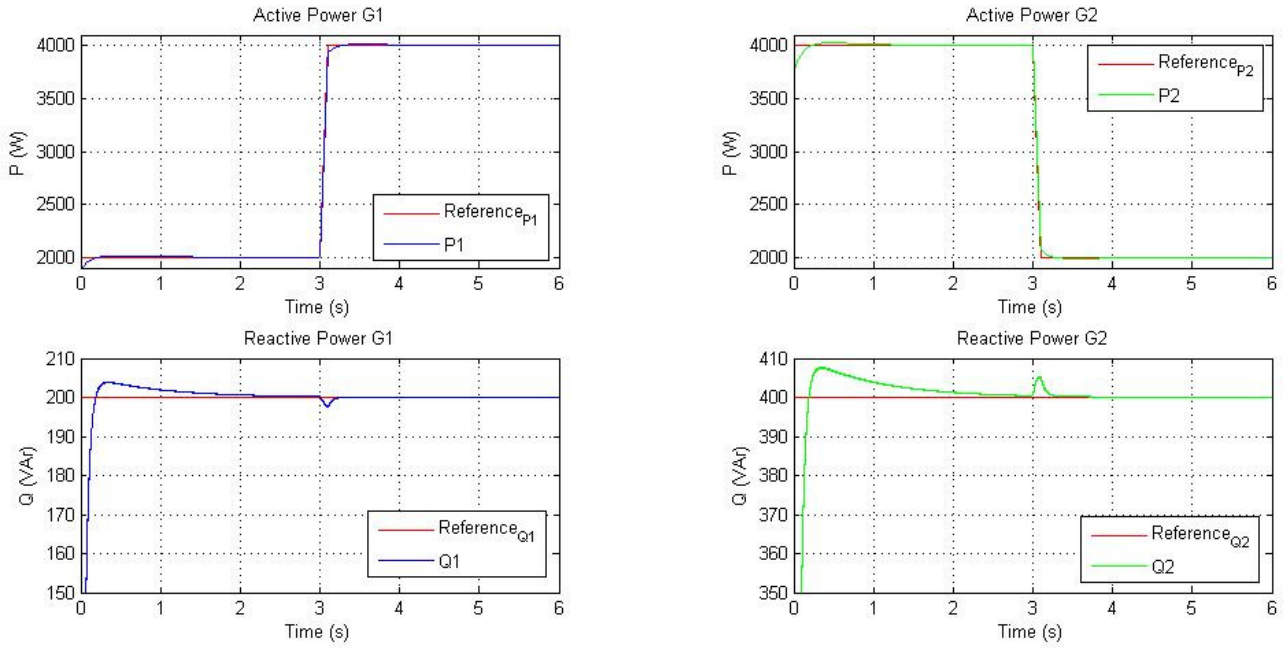 Active Power G1
4000
3500
3000
2500
2000
P (W)
Reference_P1
P1
0 1 2 3 4 5 6
Time (s)
Active Power G2
4000
3500
3000
2500
2000
P (W)
Reference_P2
P2
0 1 2 3 4 5 6
Time (s)
Reactive Power G1
210
200
190
180
170
160
150
Q (VAr)
Reference_Q1
Q1
0 1 2 3 4 5 6
Time (s)
Reactive Power G2
410
400
390
380
370
360
350
Q (VAr)
Reference_Q2
Q2
0 1 2 3 4 5 6
Time (s)